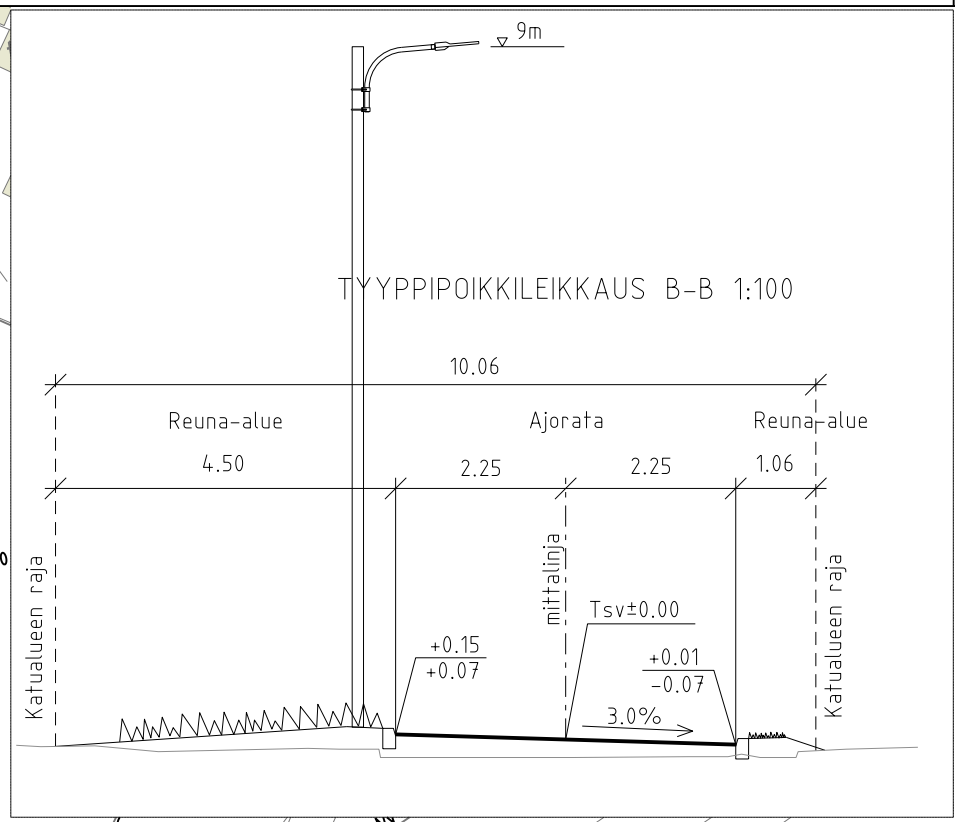 9m
TYYPPIPOIKKILEIKKAUS B-B 1:100
10.06
Reuna-alue
Ajorata
Reuna-alue
4.50
2.25
2.25
1.06
Katualueen raja
mittalinja
Katualueen raja
Tsv±0.00
+0.15
+0.07
+0.01
-0.07
3.0%